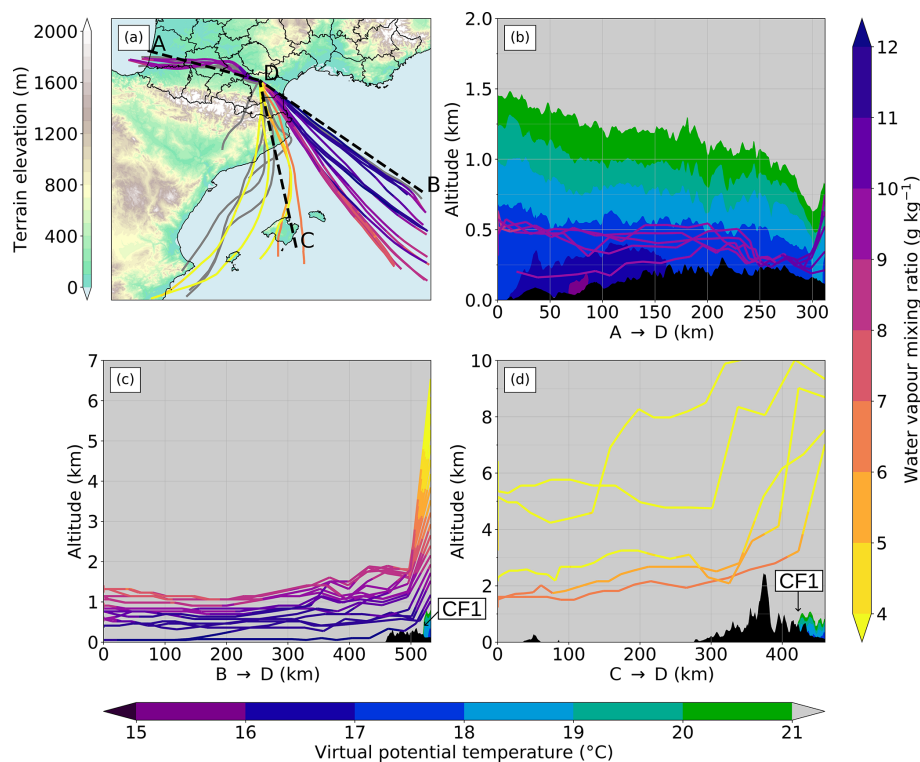 2000
1600
1200
800
400
0
Terrain elevation (m)
(a)
A
D
B
C
(b)
2.0
1.5
1.0
0.5
0.0
Altitude (km)
0 50 100 150 200 250 300
A → D (km)
(c)
7
6
5
4
3
2
1
0
Altitude (km)
CF1
0 100 200 300 400 500
B → D (km)
(d)
10
8
6
4
2
0
Altitude (km)
CF1
0 100 200 300 400
C → D (km)
12
11
10
9
8
7
6
5
4
Water vapour mixing ratio (g kg⁻¹)
15 16 17 18 19 20 21
Virtual potential temperature (°C)